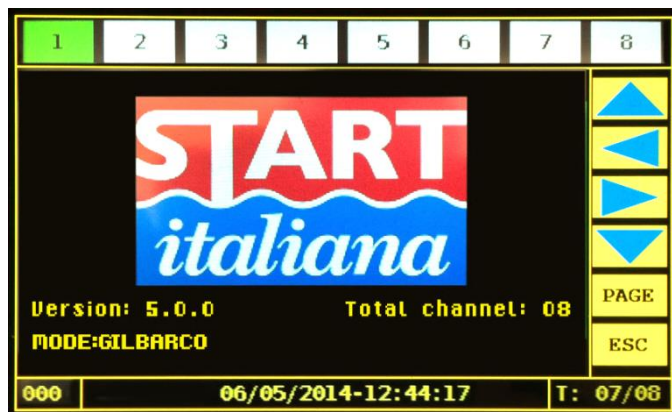 1 2 3 4 5 6 7 8
START
italiana
Version: 5.0.0 Total channel: 08
PAGE
MODE:GILBARCO
ESC
000 06/05/2014-12:44:17 T: 07/08